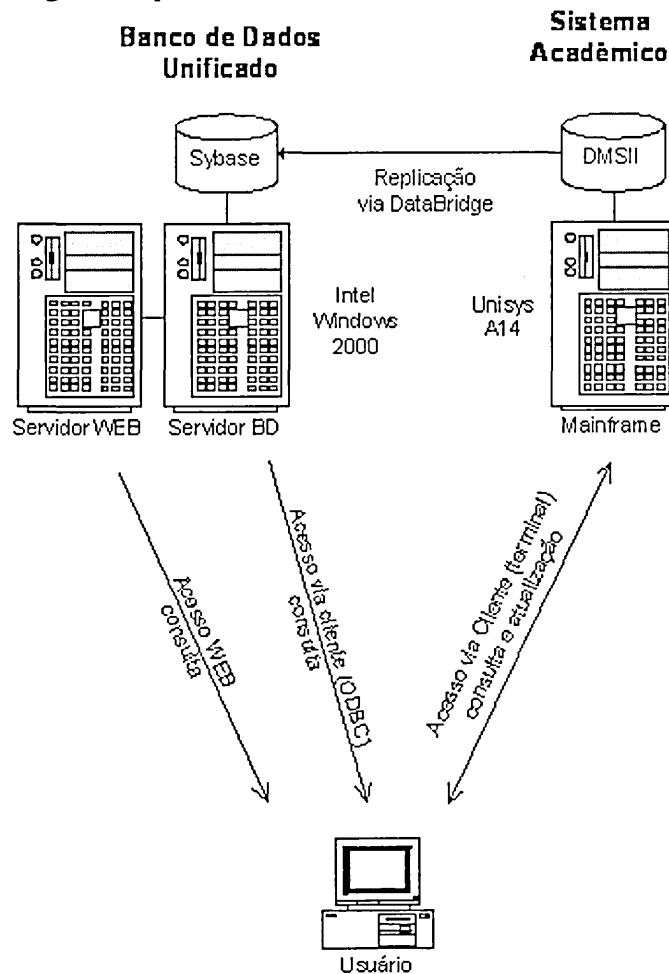 Banco de Dados
Unificado
Sistema
Acadêmico
Sybase
DMSII
Replicação
via DataBridge
Intel
Windows
2000
Unisys
A14
Servidor WEB
Servidor BD
Mainframe
Acesso WEB
consulta
Acesso via cliente (ODBC)
consulta
Acesso via Cliente (terminal)
consulta e atualização
Usuário